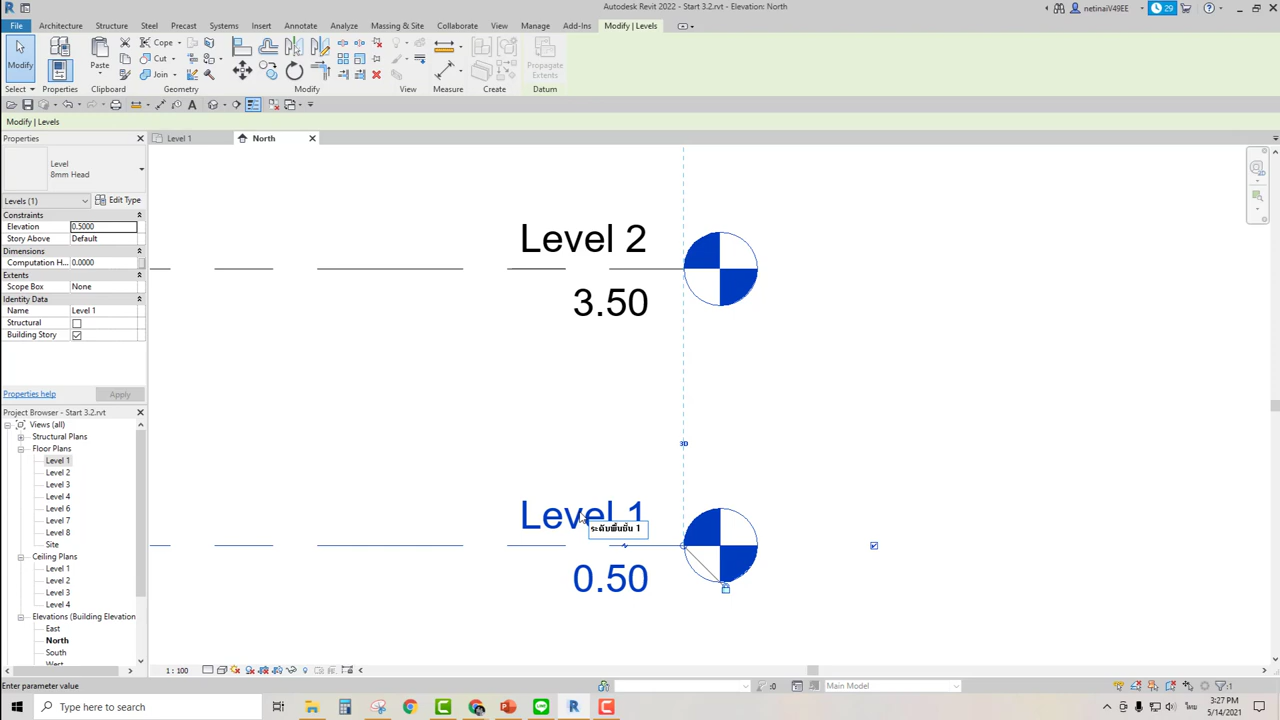 Autodesk Revit 2022 - Start 3.2.rvt - Elevation: North
netinaiV49EE
29
File Architecture Structure Steel Precast Systems Insert Annotate Analyze Massing & Site Collaborate View Manage Add-Ins Modify | Levels
Modify Paste Cope Cut Join Propagate Extents
Select Properties Clipboard Geometry Modify View Measure Create Datum
Modify | Levels
Properties
Level 1
North
Level
8mm Head
Levels (1)
Edit Type
Constraints
Elevation 0.5000
Story Above Default
Dimensions
Computation H... 0.0000
Extents
Scope Box None
Identity Data
Name Level 1
Structural
Building Story
Properties help
Apply
Project Browser - Start 3.2.rvt
Views (all)
Structural Plans
Floor Plans
Level 1
Level 2
Level 3
Level 4
Level 6
Level 7
Level 8
Site
Ceiling Plans
Level 1
Level 2
Level 3
Level 4
Elevations (Building Elevation
East
North
South
West
Level 2
3.50
3D
Level 1
ระดับพื้นชั้น 1
0.50
1 : 100
Enter parameter value
:0
Main Model
:1
Type here to search
3:27 PM
5/14/2021